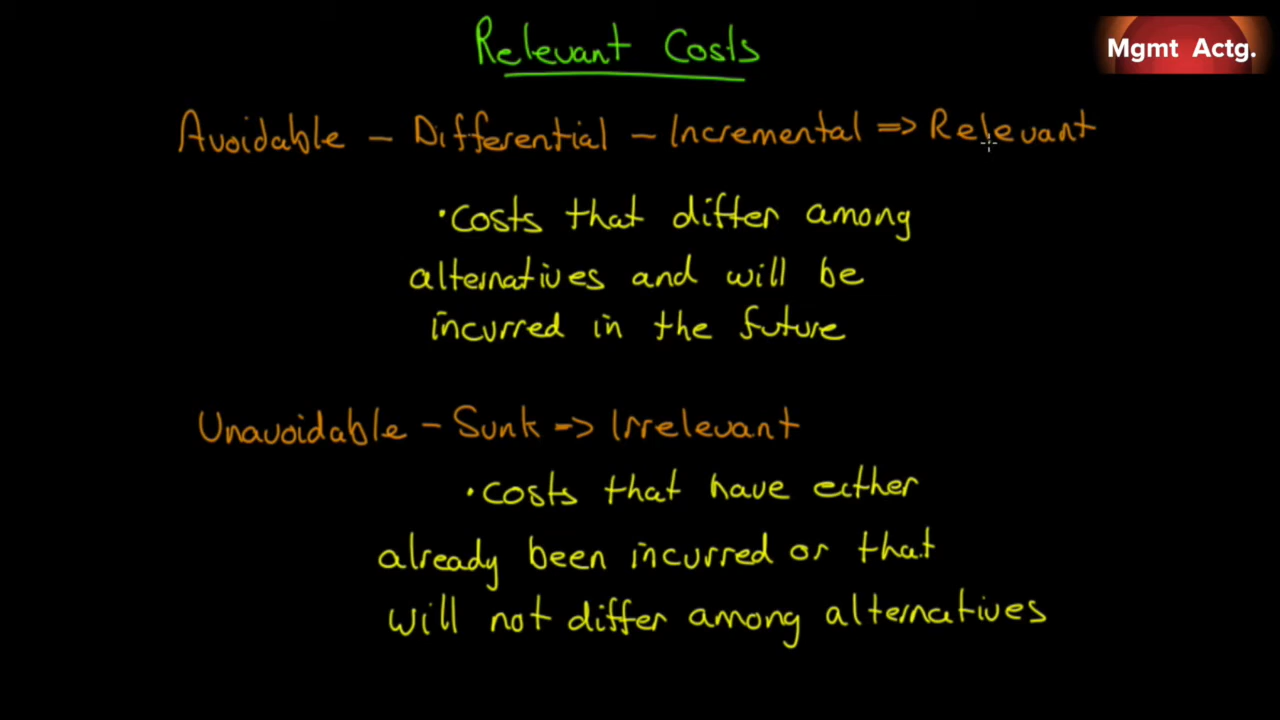 Relevant Costs
Mgmt Actg.
Avoidable - Differential - Incremental => Relevant
• Costs that differ among
alternatives and will be
incurred in the future
Unavoidable - Sunk => Irrelevant
• Costs that have either
already been incurred or that
will not differ among alternatives